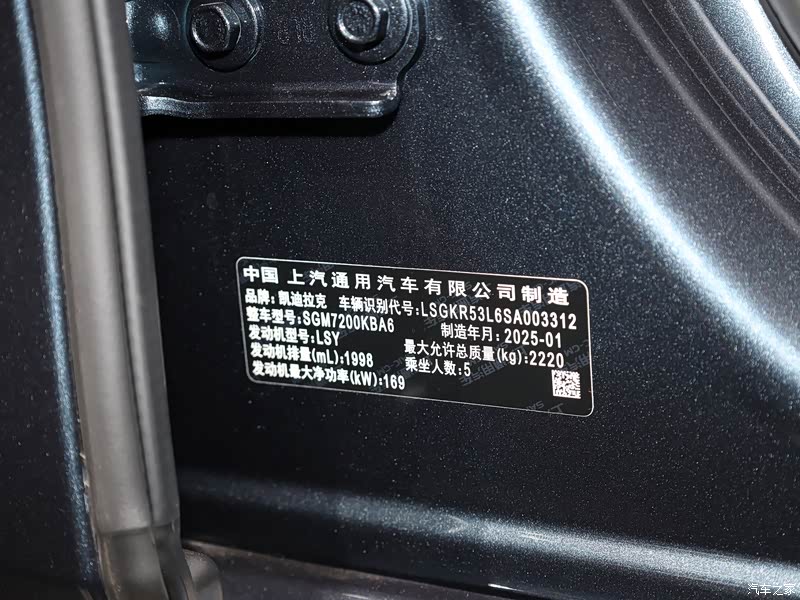 610
中国 上汽通用汽车有限公司制造
品牌: 凯迪拉克 车辆识别代号:LSGKR53L6SA003312
整车型号:SGM7200KBA6 制造年月:2025-01
发动机型号:LSY 最大允许总质量(kg):2220
发动机排量(mL):1998 乘坐人数:5
发动机最大净功率(kW):169
汽车之家